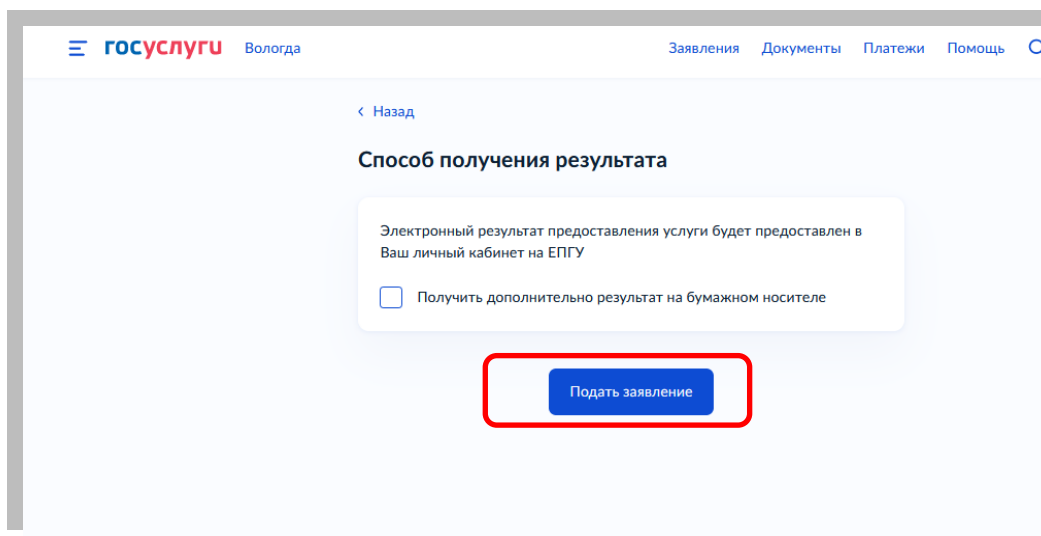 госуслуги Вологда Заявления Документы Платежи Помощь
Назад
Способ получения результата
Электронный результат предоставления услуги будет предоставлен в
Ваш личный кабинет на ЕПГУ
Получить дополнительно результат на бумажном носителе
Подать заявление